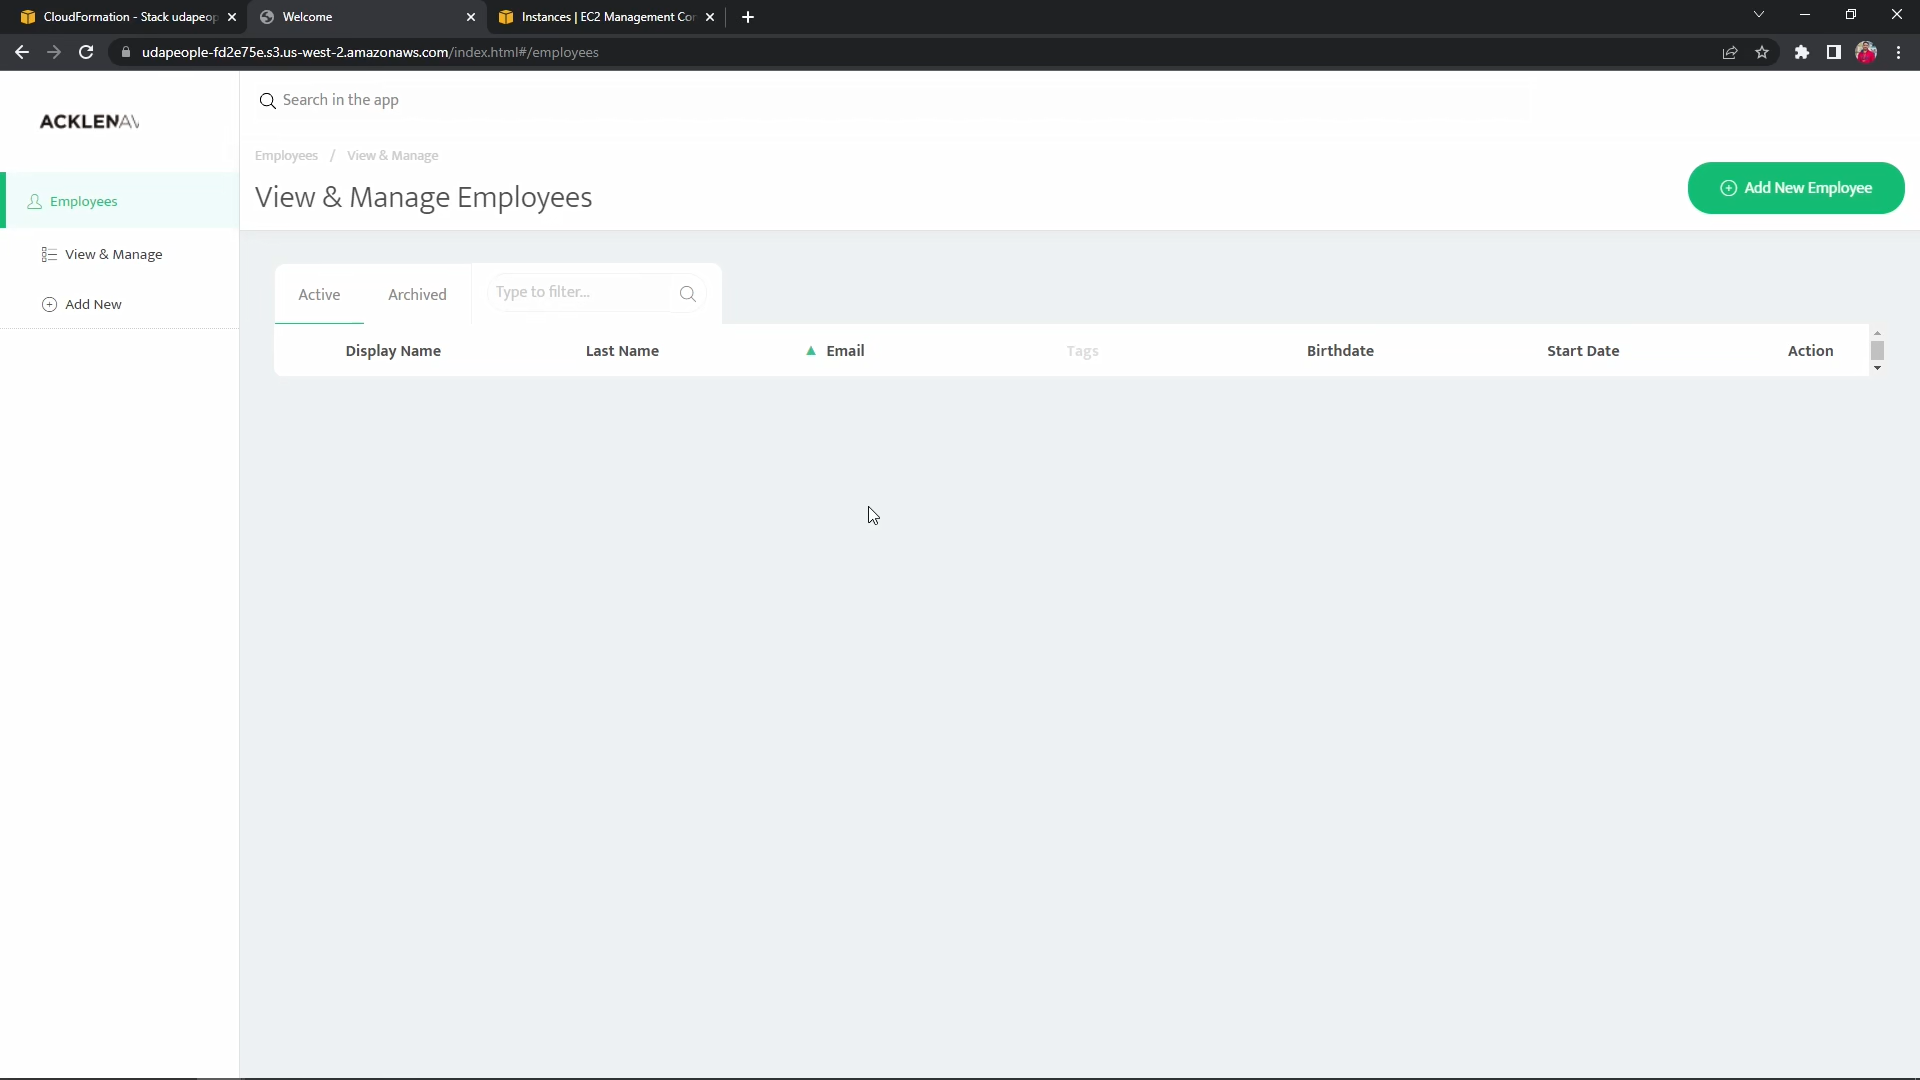 CloudFormation - Stack udapeop
Welcome
Instances | EC2 Management Cor
udapeople-fd2e75e.s3.us-west-2.amazonaws.com/index.html#/employees
ACKLENAV
Search in the app
Employees / View & Manage
View & Manage Employees
Add New Employee
Employees
View & Manage
Add New
Active
Archived
Type to filter...
Display Name
Last Name
Email
Tags
Birthdate
Start Date
Action